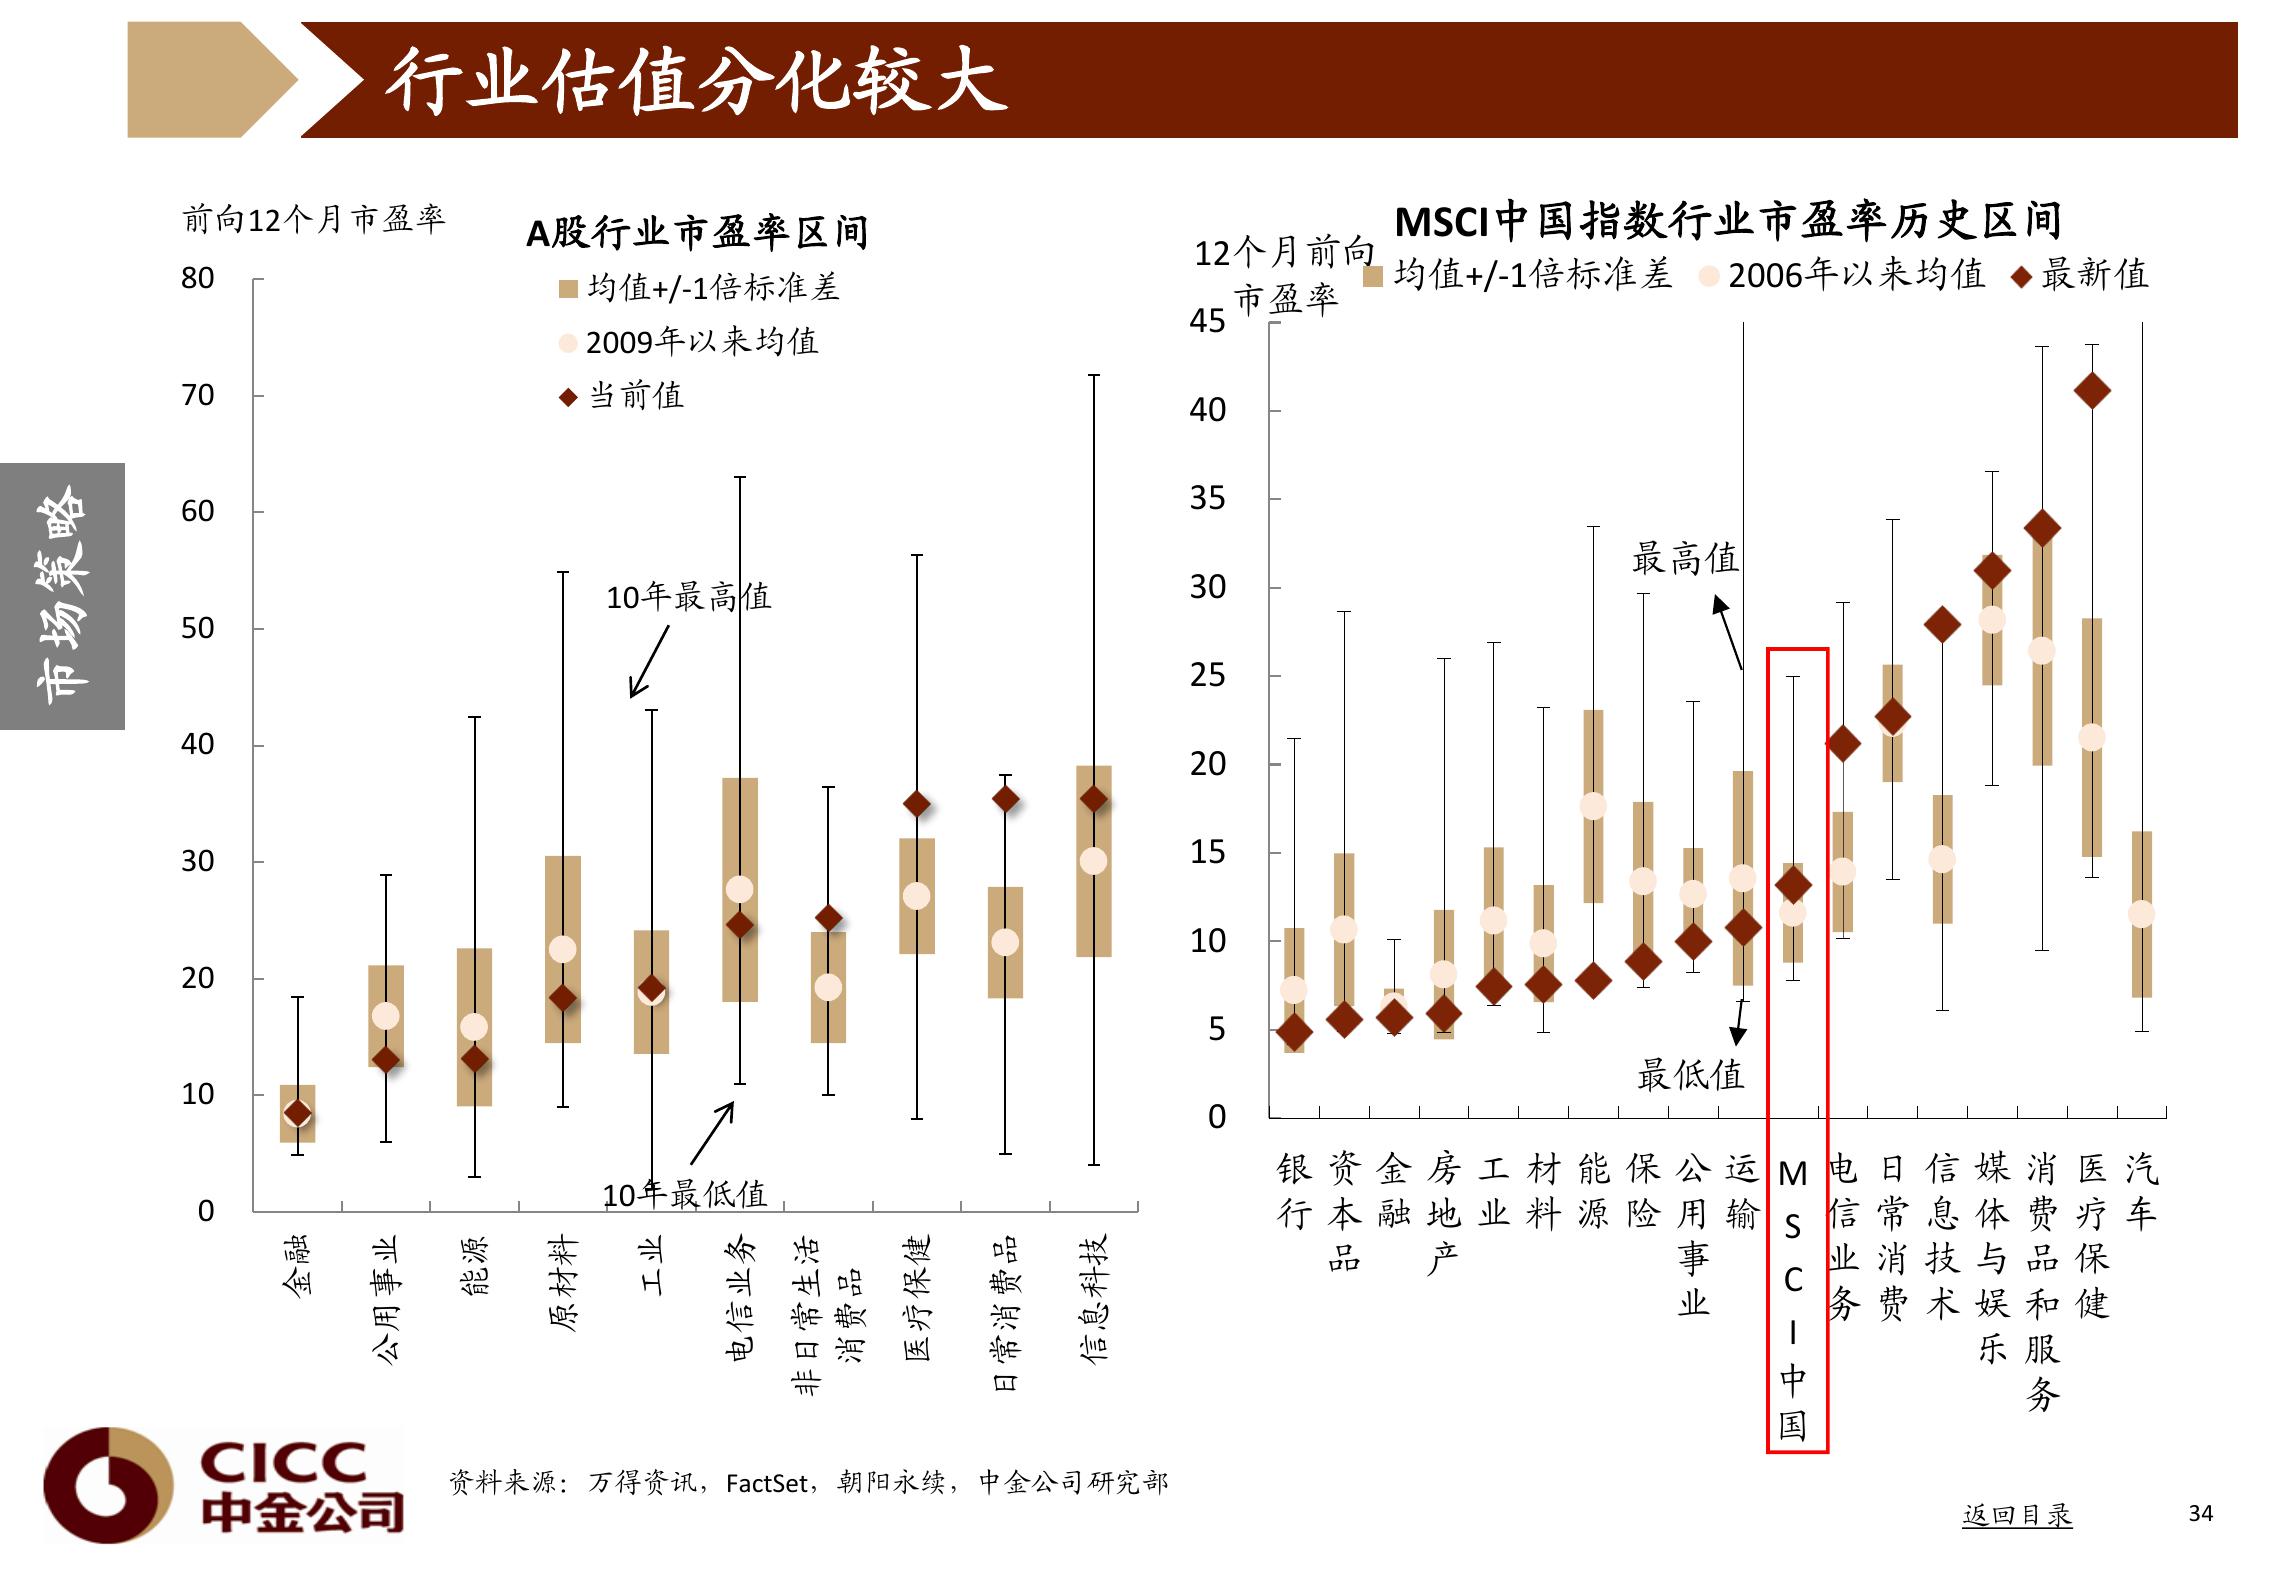 行业估值分化较大
市场策略
前向12个月市盈率
A股行业市盈率区间
均值+/-1倍标准差
2009年以来均值
当前值
80
70
60
50
40
30
20
10
0
10年最高值
10年最低值
金融
公用事业
能源
原材料
工业
电信业务
非日常生活
消费品
医疗保健
日常消费品
信息科技
MSCI中国指数行业市盈率历史区间
12个月前向
市盈率
均值+/-1倍标准差
2006年以来均值
最新值
45
40
35
30
25
20
15
10
5
0
最高值
最低值
银行
资本品
金融
房地产
工业
材料
能源
保险
公用事业
运输
MSCI中国
电信业务
日常消费
信息技术
媒体与娱乐
消费品和服务
医疗保健
汽车
CICC
中金公司
资料来源：万得资讯，FactSet，朝阳永续，中金公司研究部
返回目录
34